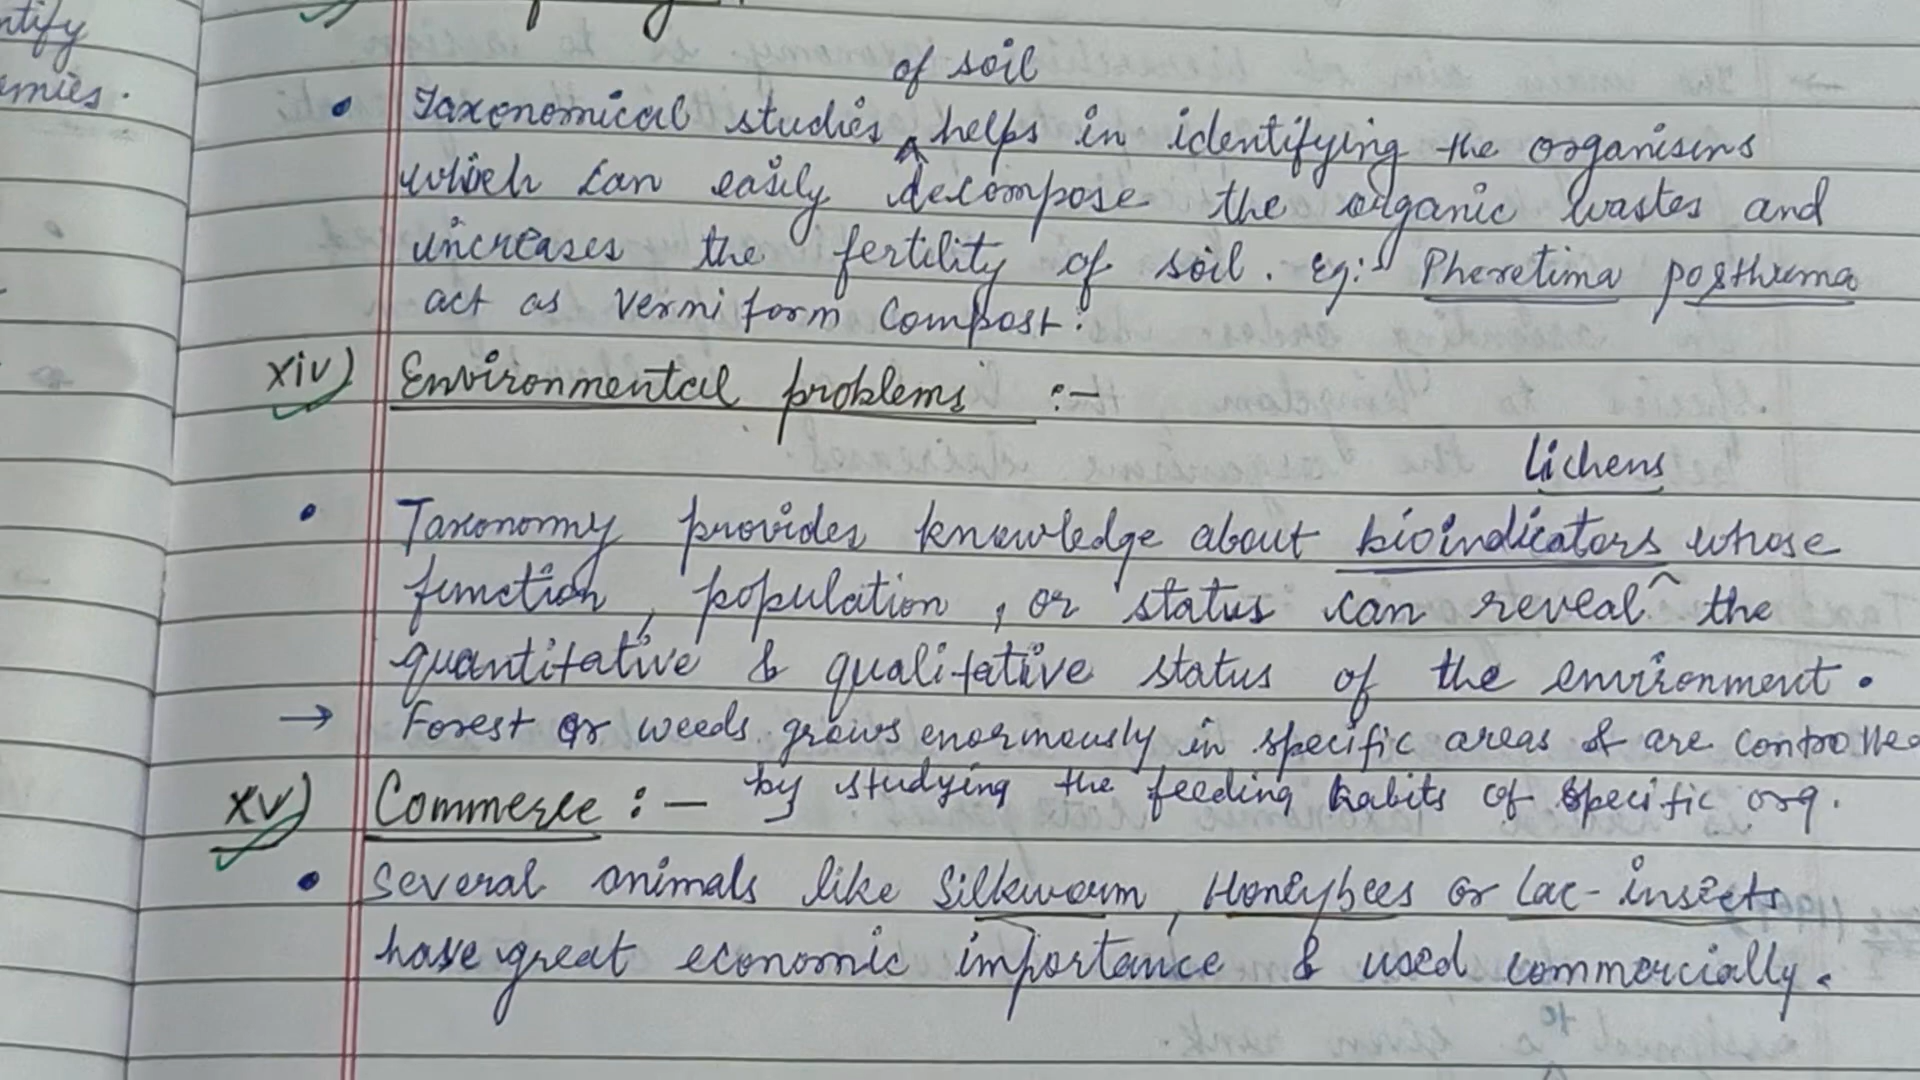 ntify
emies.
of soil
• Taxonomical studies ^ helps in identifying the organisms
which can easily decompose the organic wastes and
increases the fertility of soil. Eg:- Pheretima posthuma
act as vermiform compost.
xiv) Environmental problems :-
Lichens
• Taxonomy provides knowledge about bioindicators whose
function, population, or status can reveal ^ the
quantitative & qualitative status of the environment.
→ Forest or weeds grows enormously in specific areas & are controlled
by studying the feeding habits of specific org.
xv) Commerce : -
• Several animals like Silkworm, Honeybees or Lac-insects
have great economic importance & used commercially.